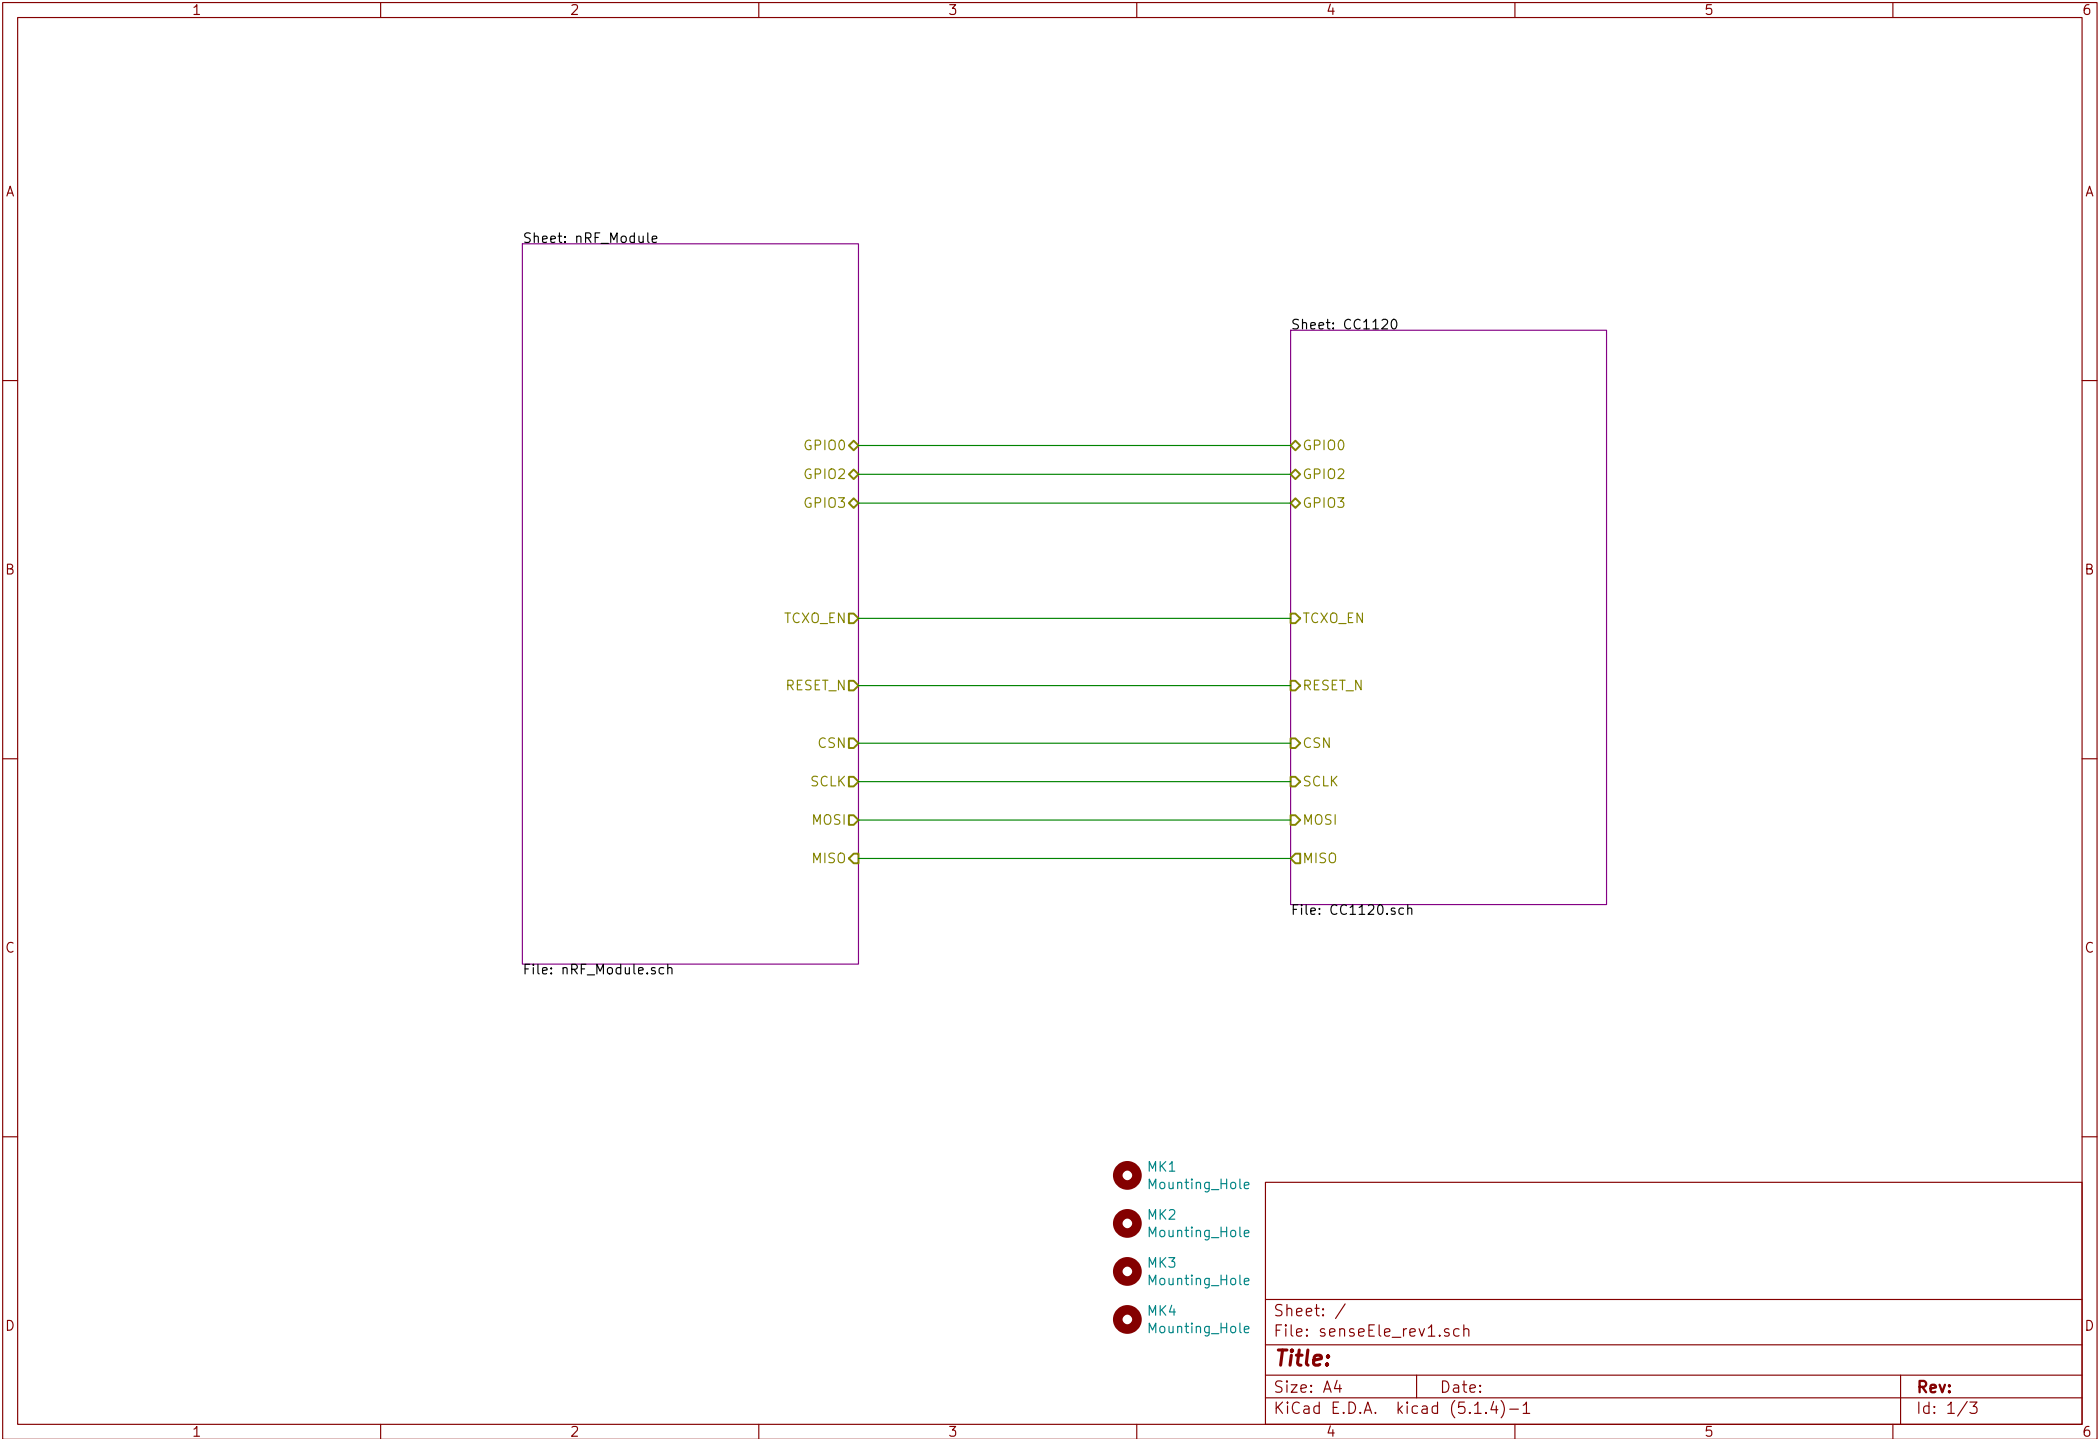 1 2 3 4 5 6
A A
Sheet: nRF_Module
Sheet: CC1120
GPIO0 GPIO0
GPIO2 GPIO2
GPIO3 GPIO3
B B
TCXO_EN TCXO_EN
RESET_N RESET_N
CSN CSN
SCLK SCLK
MOSI MOSI
MISO MISO
File: CC1120.sch
C C
File: nRF_Module.sch
MK1
Mounting_Hole
MK2
Mounting_Hole
MK3
Mounting_Hole
MK4
Mounting_Hole
D D
Sheet: /
File: senseEle_rev1.sch
Title:
Size: A4 Date: Rev:
KiCad E.D.A. kicad (5.1.4)-1 Id: 1/3
1 2 3 4 5 6